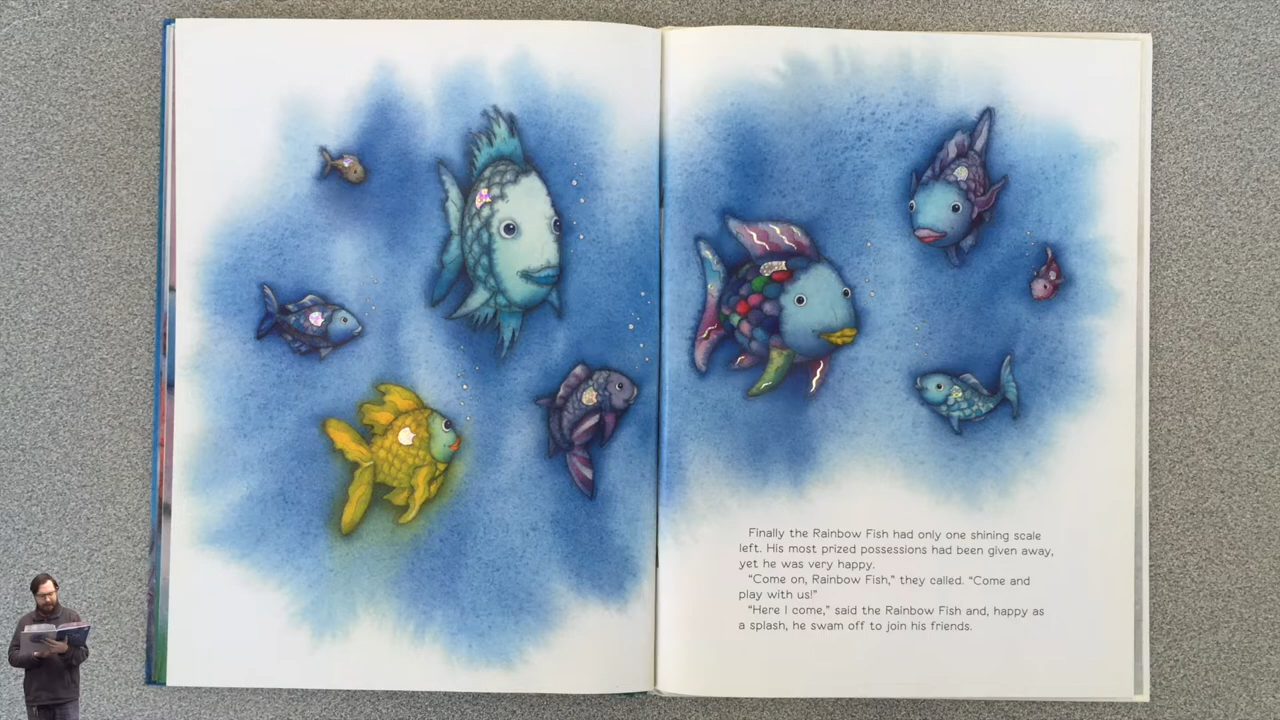 Finally the Rainbow Fish had only one shining scale
left. His most prized possessions had been given away,
yet he was very happy.
“Come on, Rainbow Fish,” they called. “Come and
play with us!”
“Here I come,” said the Rainbow Fish and, happy as
a splash, he swam off to join his friends.